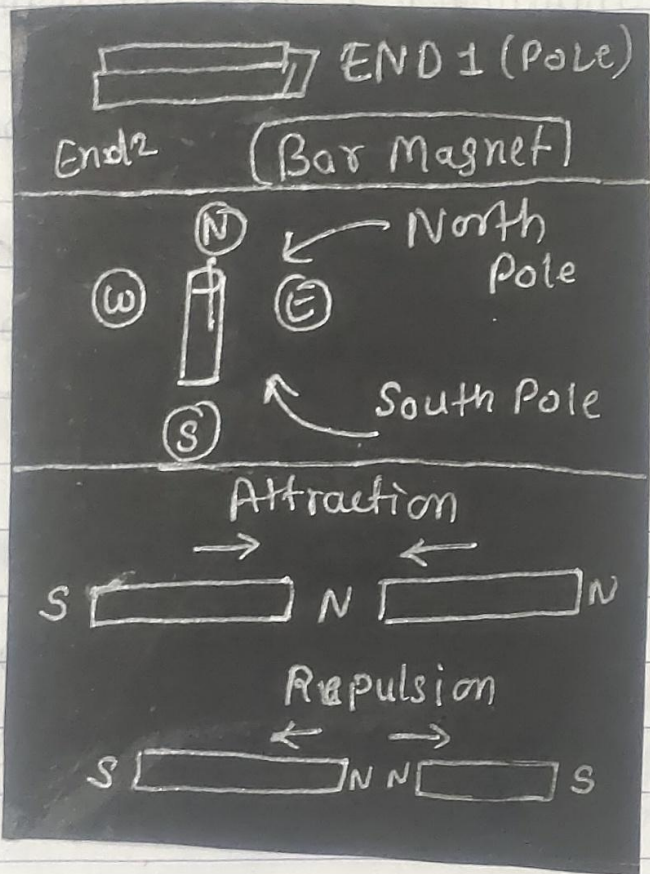 END 1 (POLE)
End2
Bar Magnet
N
North
Pole
W
E
South Pole
S
Attraction
S N N
Repulsion
S N N S